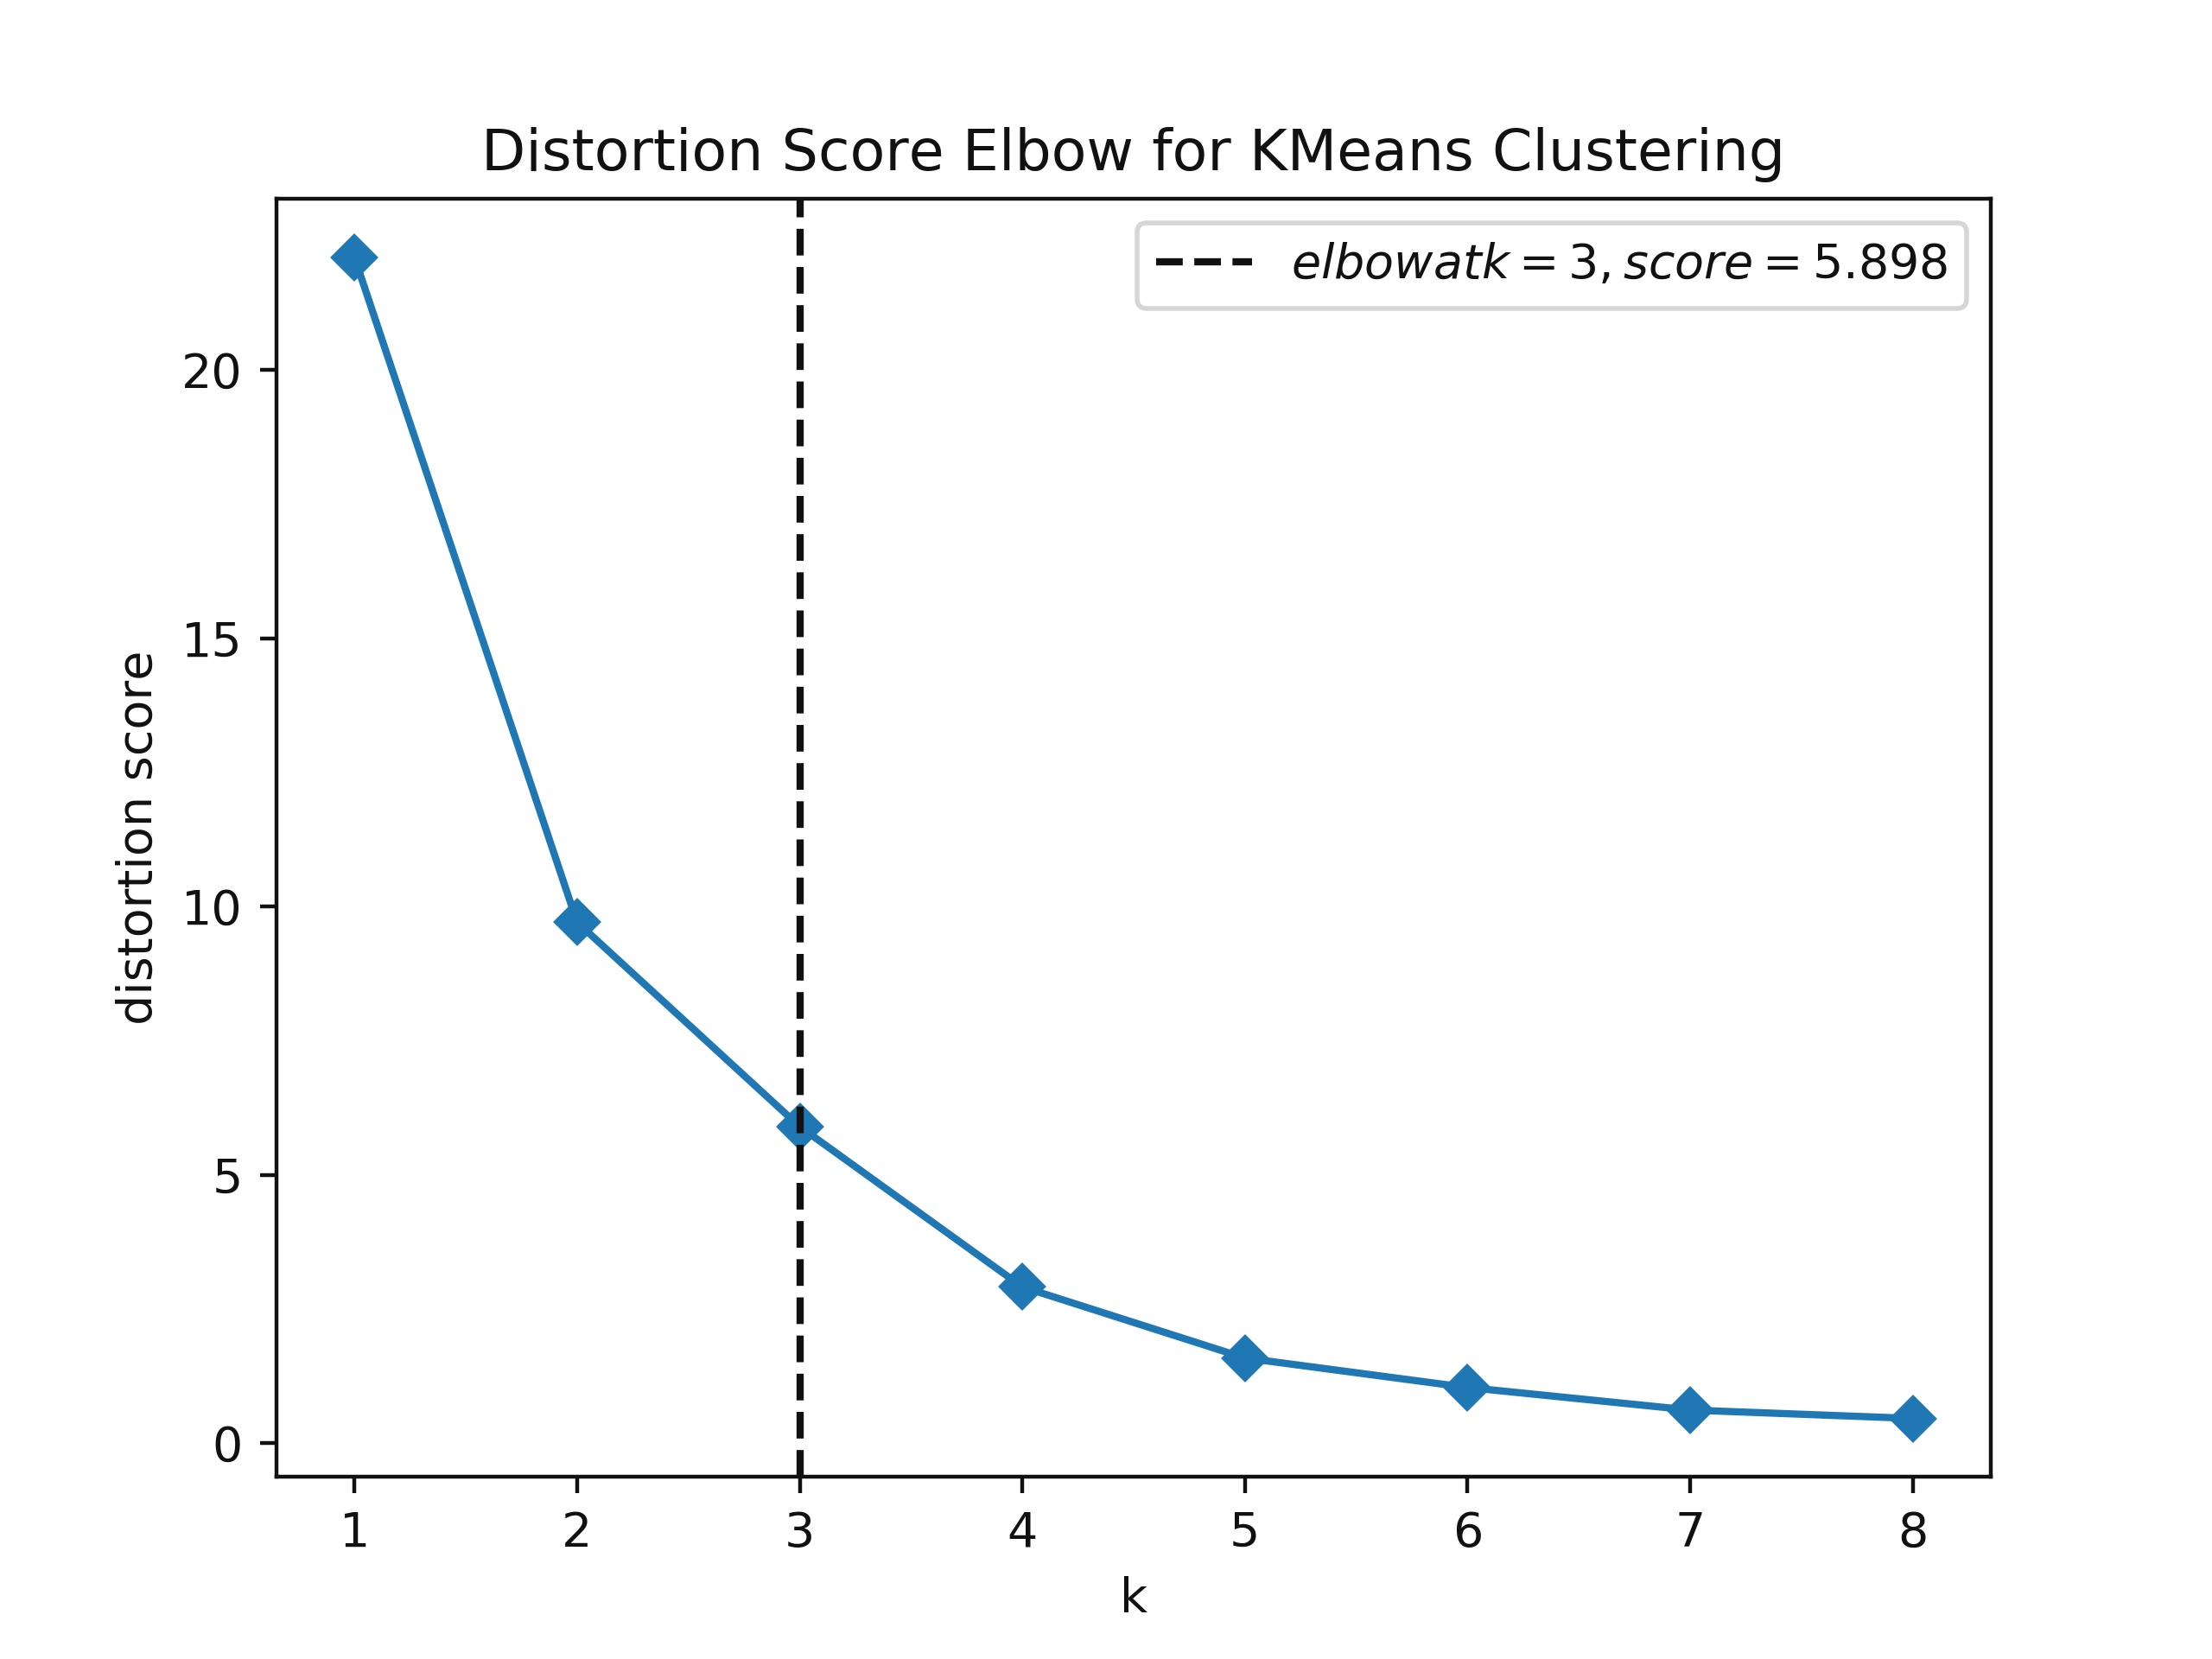 Distortion Score Elbow for KMeans Clustering
elbowatk = 3, score = 5.898
distortion score
20
15
10
5
0
1 2 3 4 5 6 7 8
k